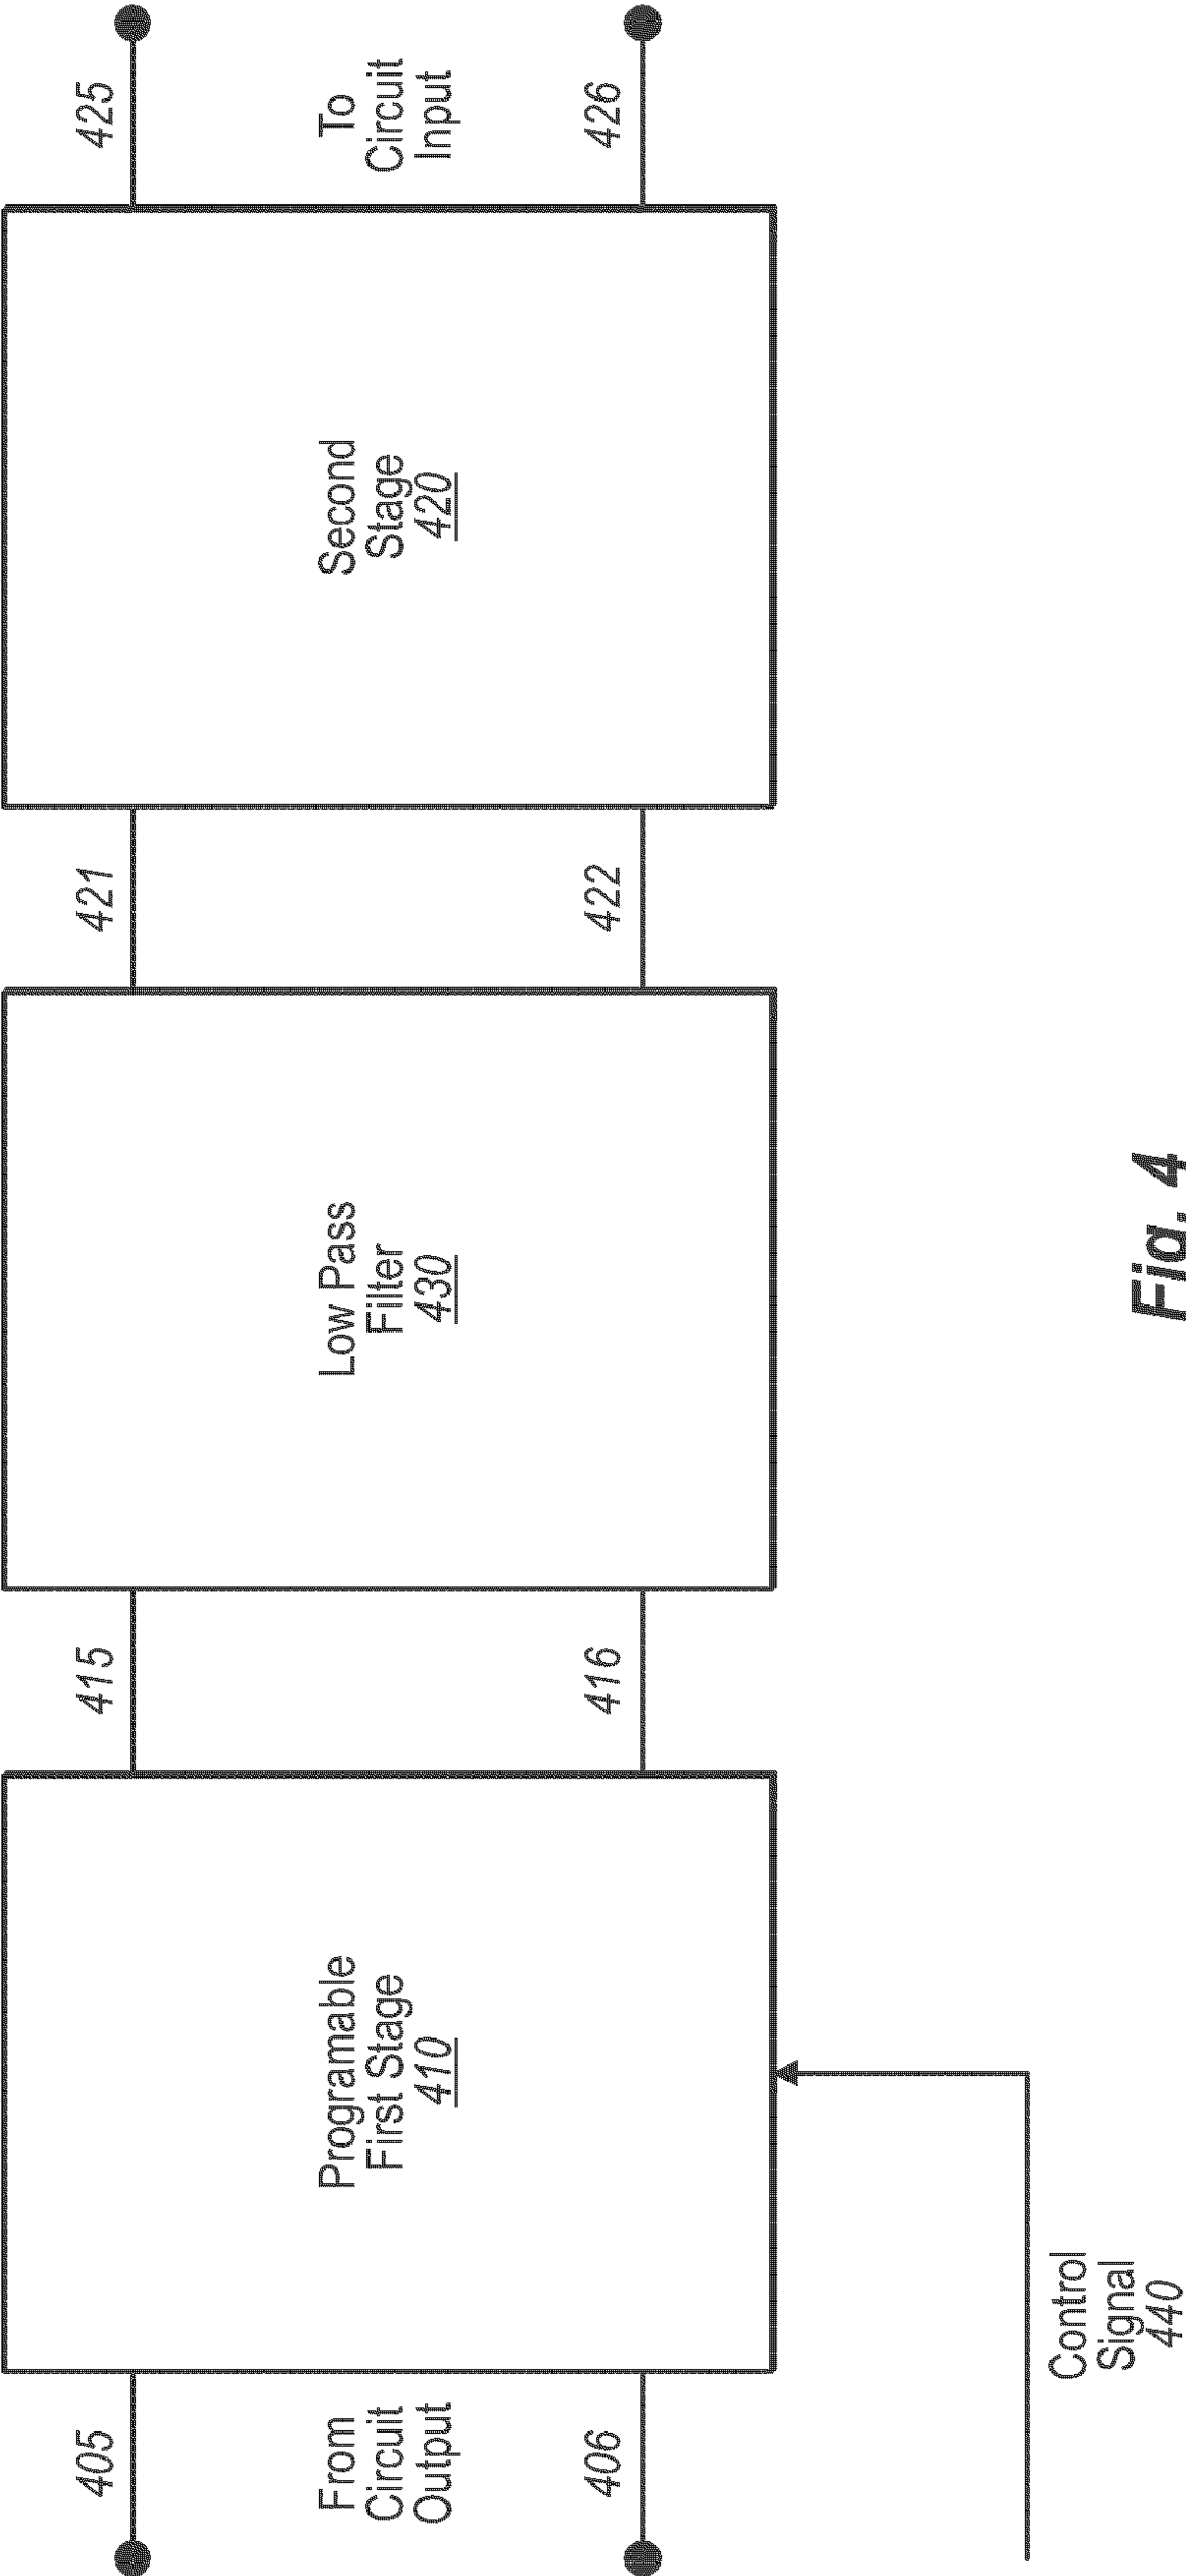 405
From
Circuit
Output
406
Programable
First Stage
410
415
416
Low Pass
Filter
430
421
422
Second
Stage
420
425
To
Circuit
Input
426
Control
Signal
440
Fig. 4